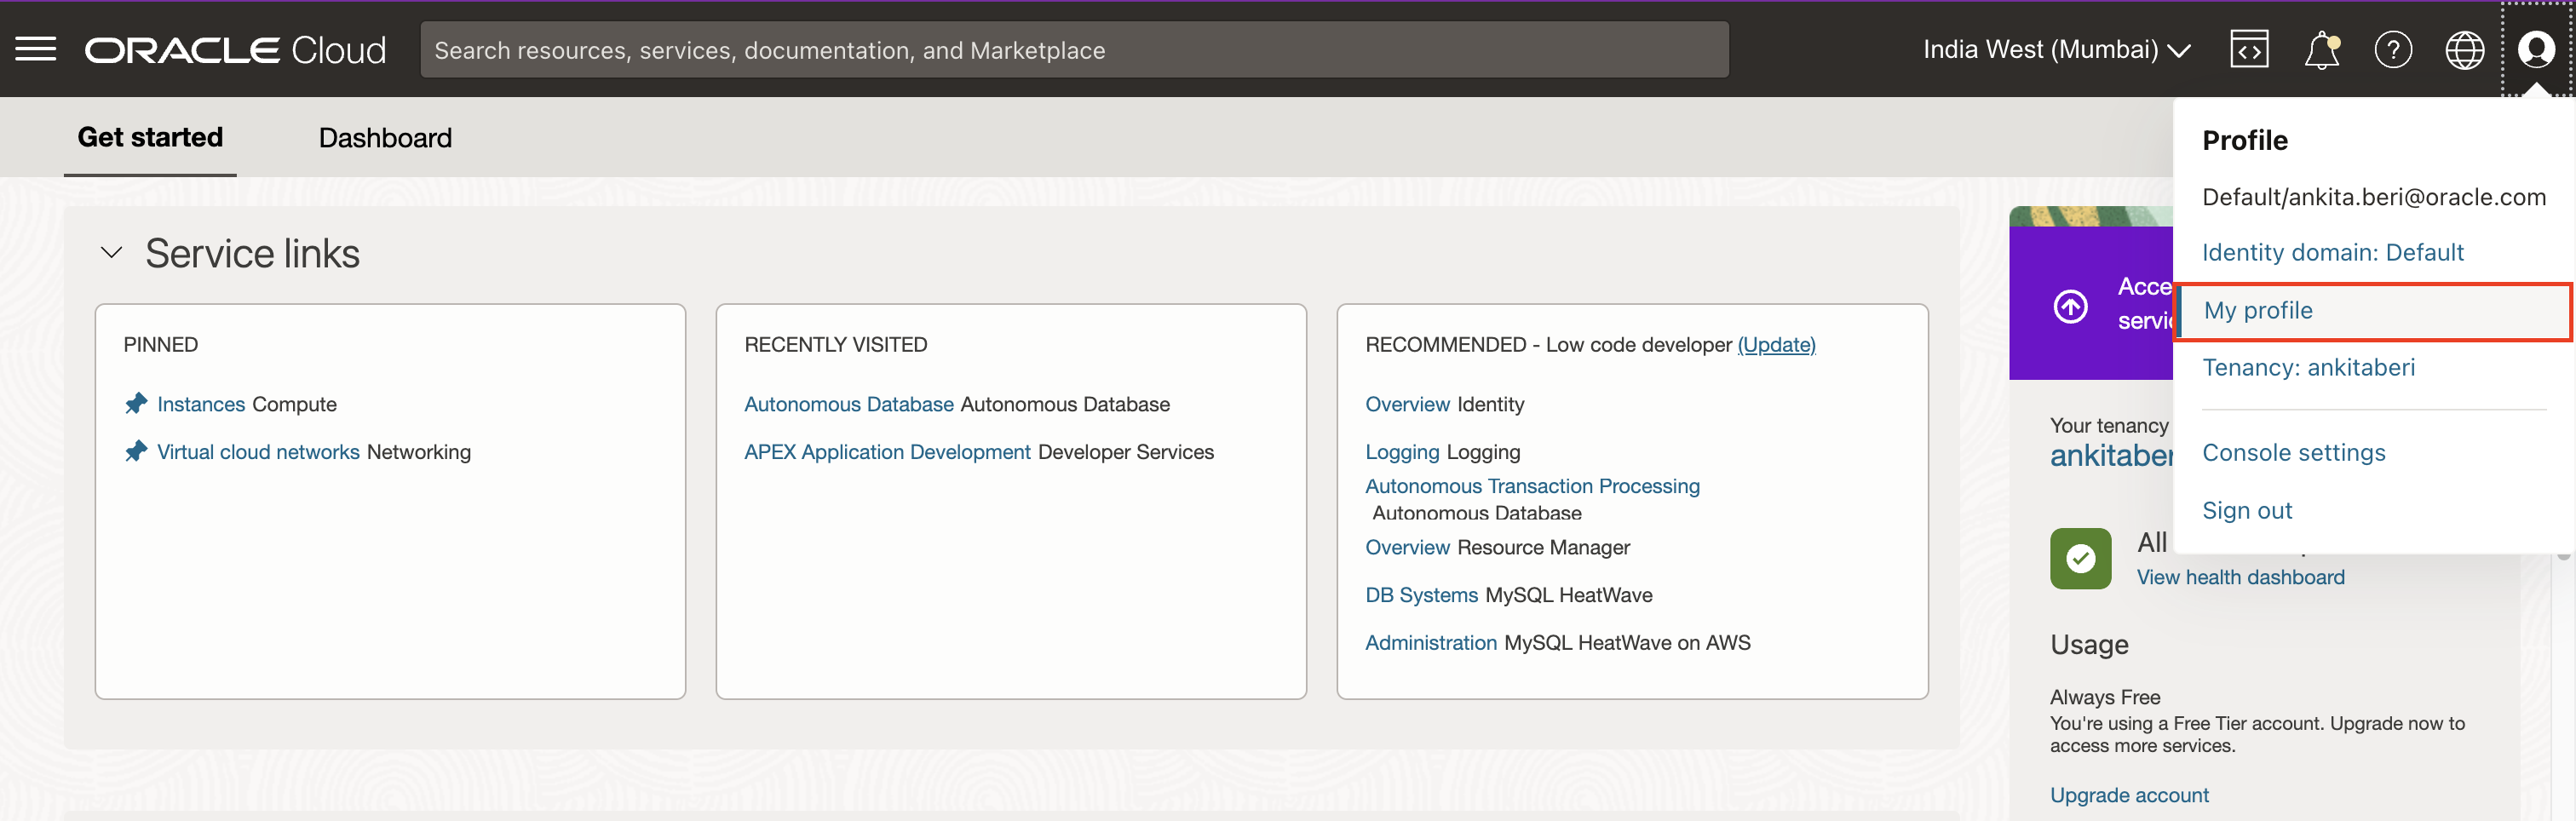 ORACLE Cloud
Search resources, services, documentation, and Marketplace
India West (Mumbai)
Get started
Dashboard
Service links
PINNED
Instances Compute
Virtual cloud networks Networking
RECENTLY VISITED
Autonomous Database Autonomous Database
APEX Application Development Developer Services
RECOMMENDED - Low code developer (Update)
Overview Identity
Logging Logging
Autonomous Transaction Processing
Autonomous Database
Overview Resource Manager
DB Systems MySQL HeatWave
Administration MySQL HeatWave on AWS
Profile
Default/ankita.beri@oracle.com
Identity domain: Default
My profile
Tenancy: ankitaberi
Console settings
Sign out
Your tenancy
All
View health dashboard
Usage
Always Free
You're using a Free Tier account. Upgrade now to
access more services.
Upgrade account